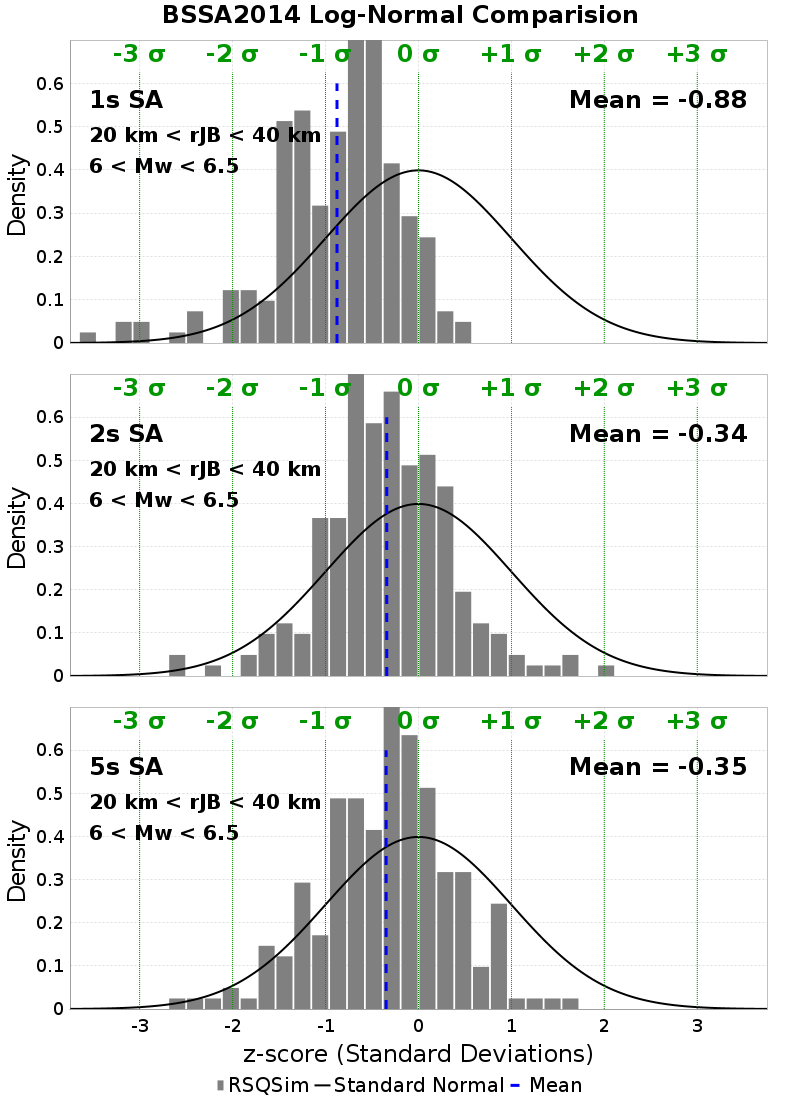 BSSA2014 Log-Normal Comparision
-3 σ -2 σ -1 σ 0 σ +1 σ +2 σ +3 σ
1s SA
Mean = -0.88
20 km < rJB < 40 km
6 < Mw < 6.5
0.6
0.5
0.4
0.3
0.2
0.1
0
Density
-3 σ -2 σ -1 σ 0 σ +1 σ +2 σ +3 σ
2s SA
Mean = -0.34
20 km < rJB < 40 km
6 < Mw < 6.5
0.6
0.5
0.4
0.3
0.2
0.1
0
Density
-3 σ -2 σ -1 σ 0 σ +1 σ +2 σ +3 σ
5s SA
Mean = -0.35
20 km < rJB < 40 km
6 < Mw < 6.5
0.6
0.5
0.4
0.3
0.2
0.1
0
Density
-3 -2 -1 0 1 2 3
z-score (Standard Deviations)
RSQSim Standard Normal Mean